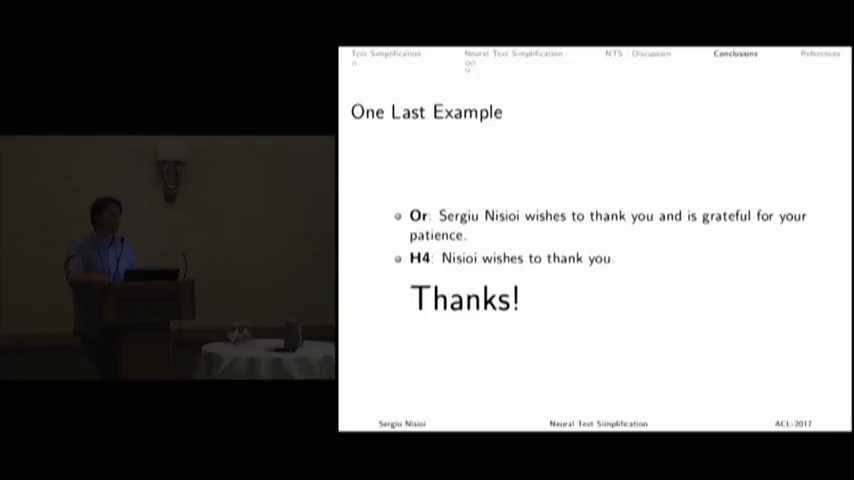 Text Simplification Neural Text Simplification NTS Discussion Conclusions References
One Last Example
Or: Sergiu Nisioi wishes to thank you and is grateful for your
patience.
H4: Nisioi wishes to thank you.
Thanks!
Sergiu Nisioi Neural Text Simplification ACL-2017